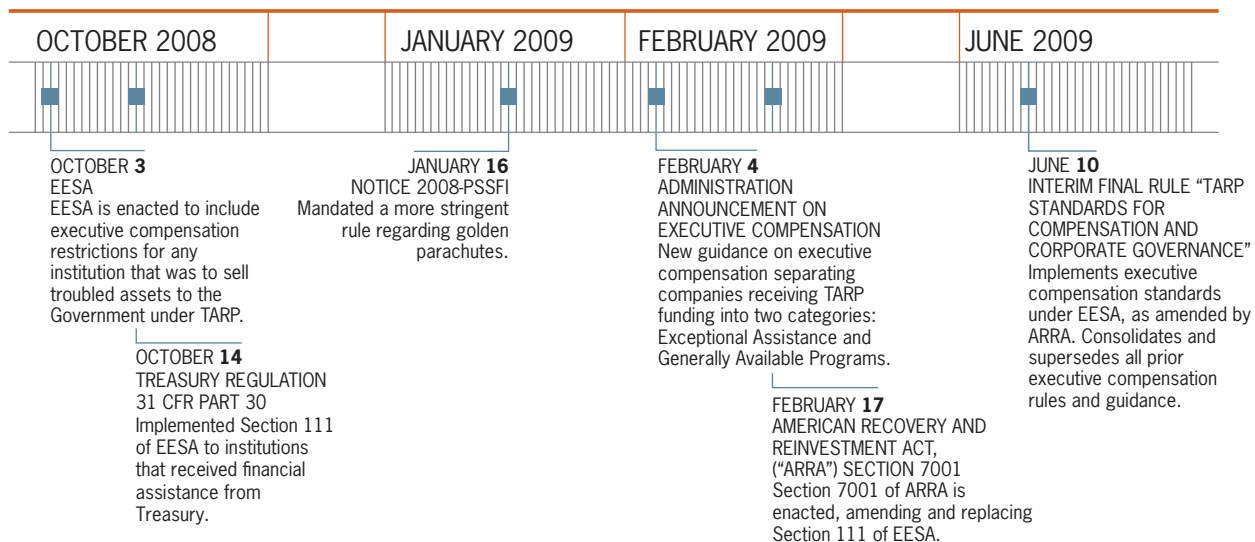 OCTOBER 2008
JANUARY 2009
FEBRUARY 2009
JUNE 2009
OCTOBER 3
EESA
EESA is enacted to include
executive compensation
restrictions for any
institution that was to sell
troubled assets to the
Government under TARP.
OCTOBER 14
TREASURY REGULATION
31 CFR PART 30
Implemented Section 111
of EESA to institutions
that received financial
assistance from
Treasury.
JANUARY 16
NOTICE 2008-PSSFI
Mandated a more stringent
rule regarding golden
parachutes.
FEBRUARY 4
ADMINISTRATION
ANNOUNCEMENT ON
EXECUTIVE COMPENSATION
New guidance on executive
compensation separating
companies receiving TARP
funding into two categories:
Exceptional Assistance and
Generally Available Programs.
FEBRUARY 17
AMERICAN RECOVERY AND
REINVESTMENT ACT,
(“ARRA”) SECTION 7001
Section 7001 of ARRA is
enacted, amending and replacing
Section 111 of EESA.
JUNE 10
INTERIM FINAL RULE “TARP
STANDARDS FOR
COMPENSATION AND
CORPORATE GOVERNANCE”
Implements executive
compensation standards
under EESA, as amended by
ARRA. Consolidates and
supersedes all prior
executive compensation
rules and guidance.